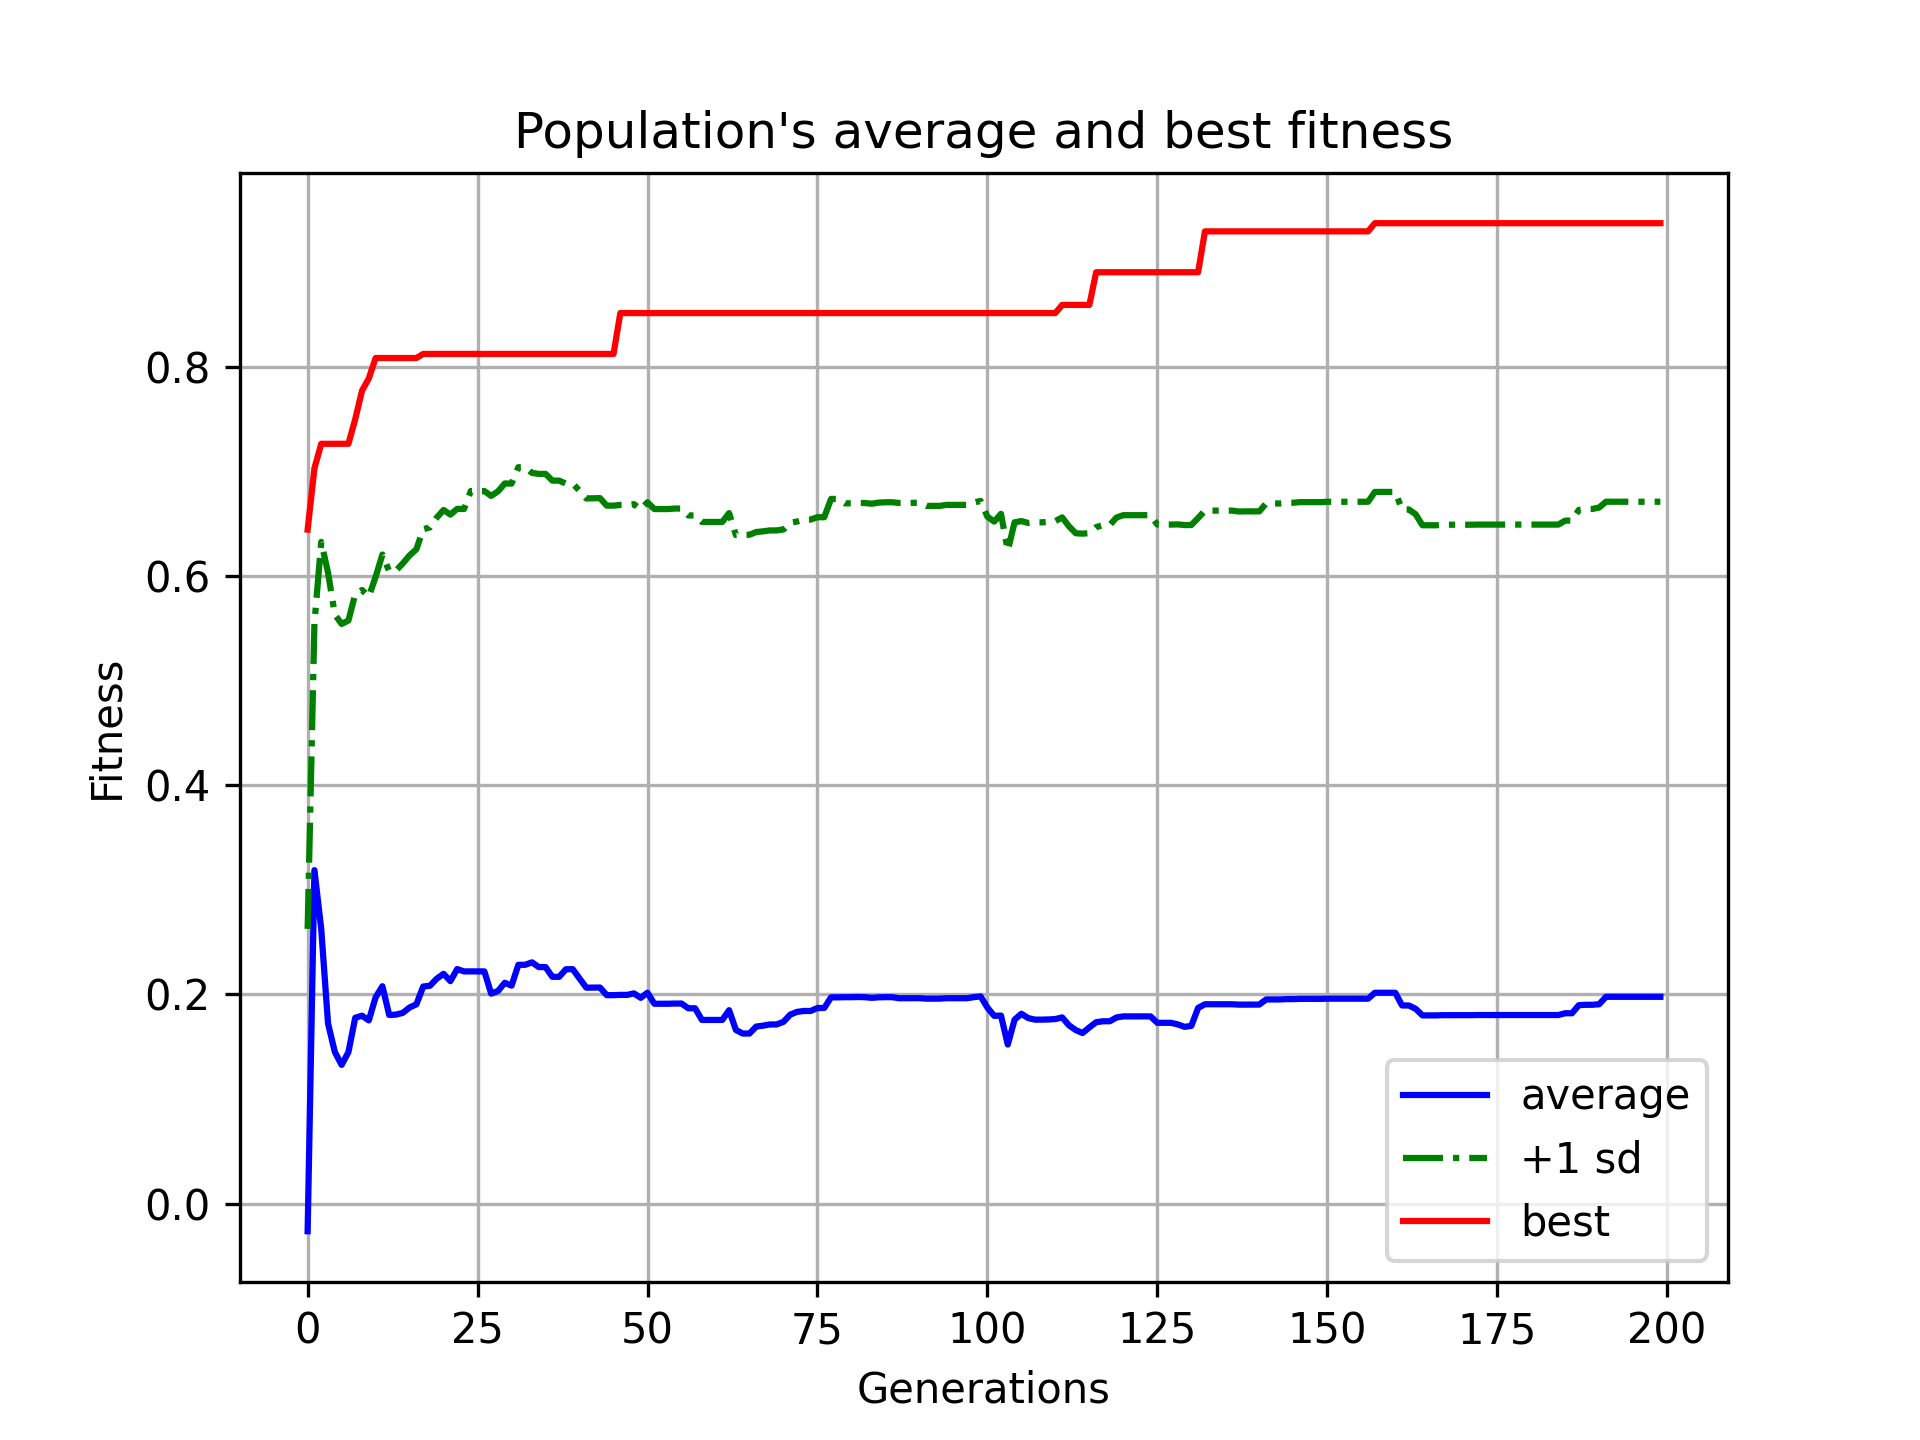 Population's average and best fitness
Fitness
0.8
0.6
0.4
0.2
0.0
average
+1 sd
best
0 25 50 75 100 125 150 175 200
Generations